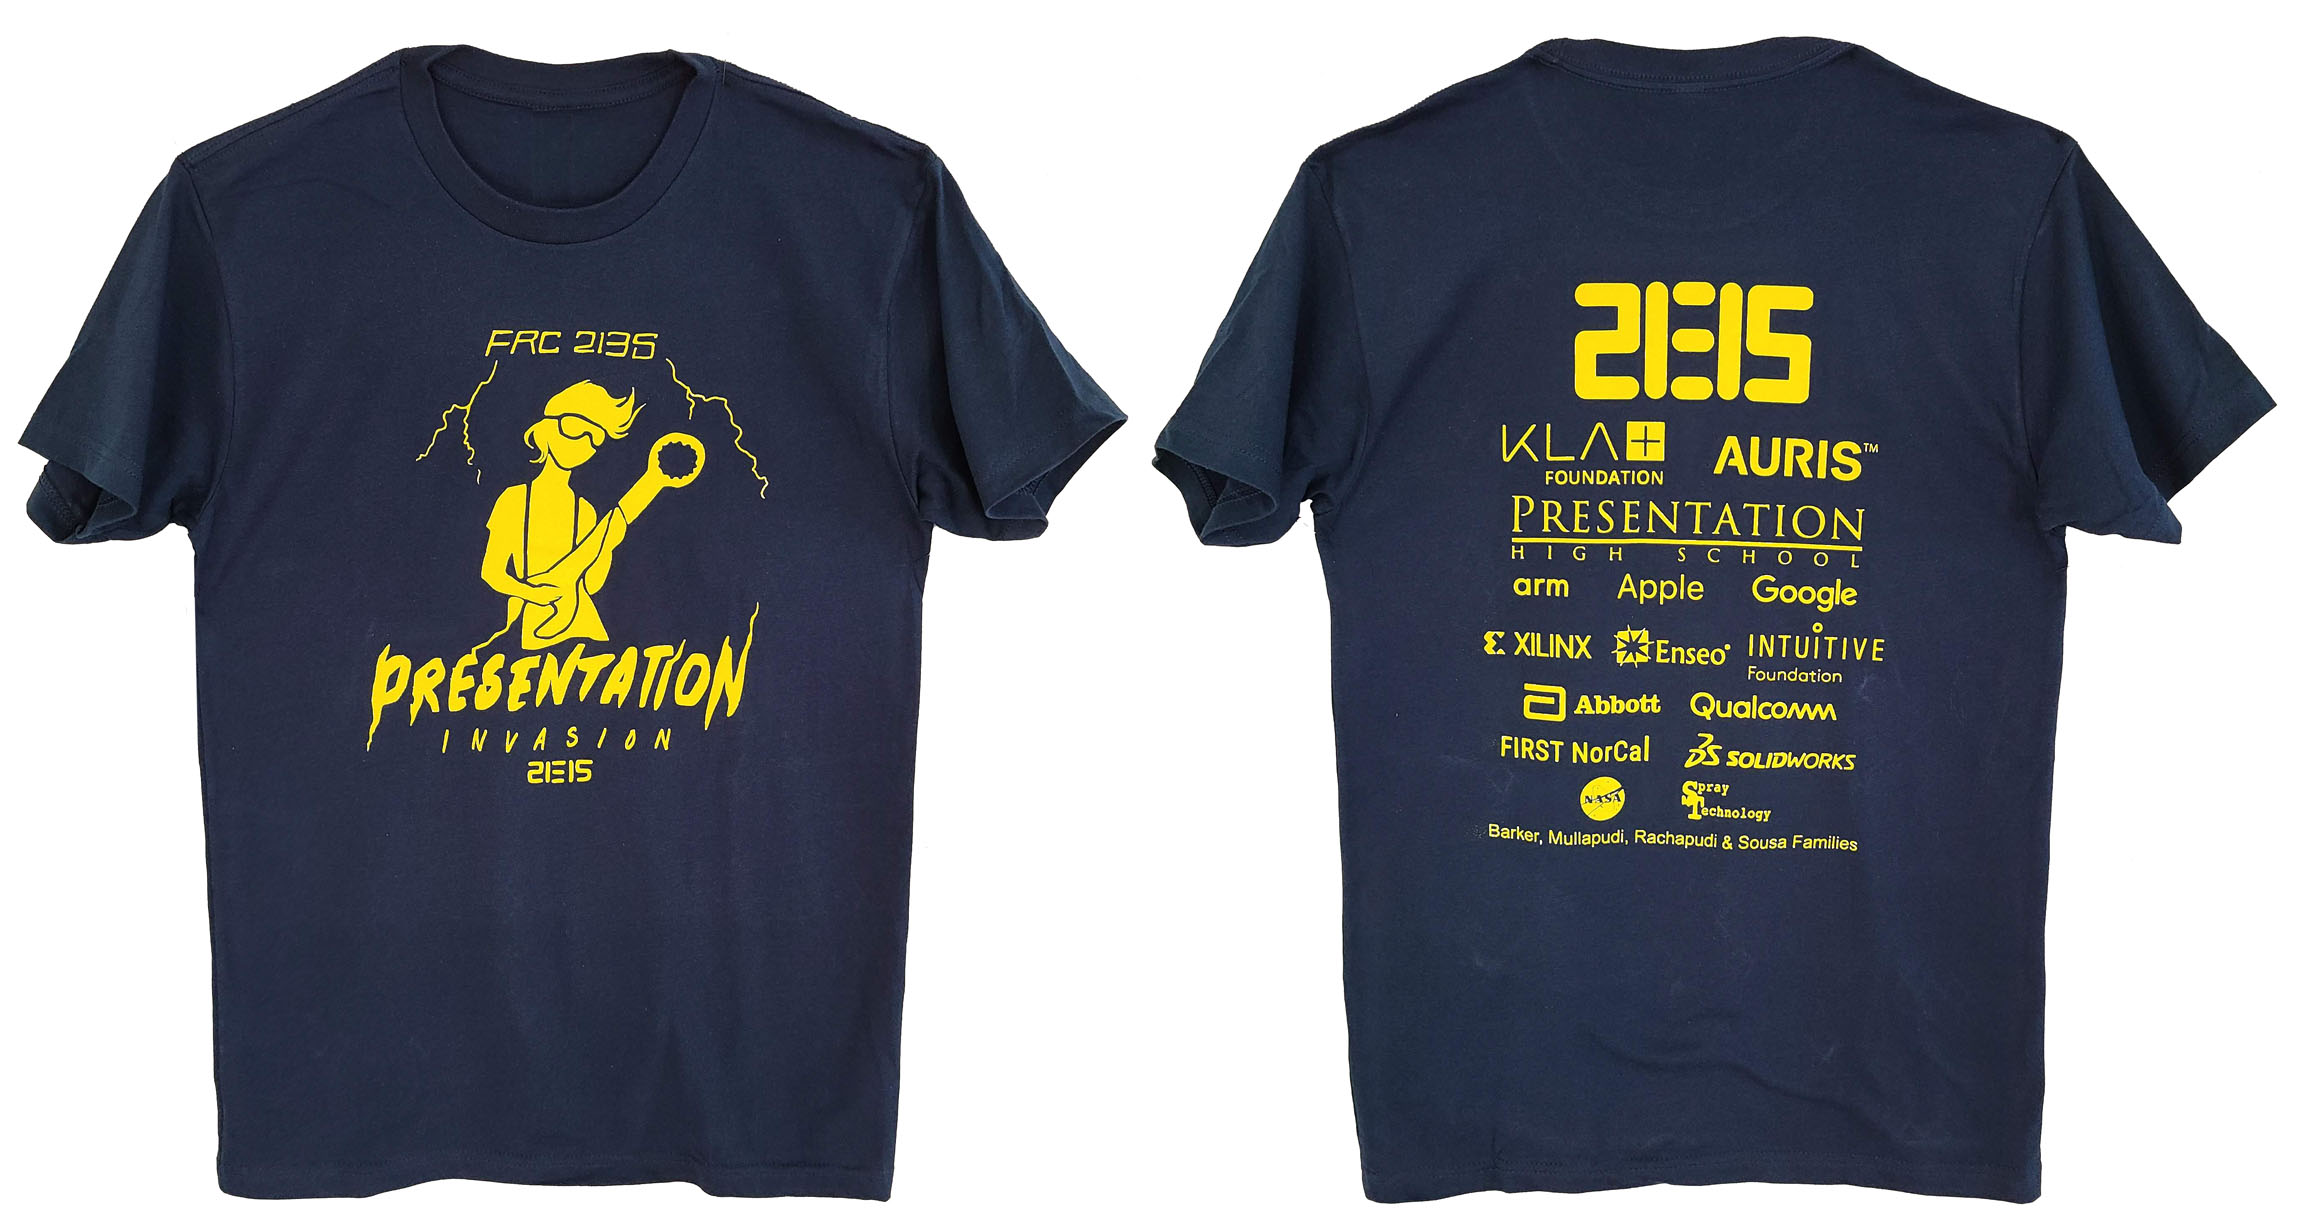 FRC 2135
PRESENTATION
INVASION
2135
2135
KLA+ AURIS™
FOUNDATION
PRESENTATION
HIGH SCHOOL
arm Apple Google
XILINX Enseo INTUITIVE
Foundation
a Abbott Qualcomm
FIRST NorCal 3DS SOLIDWORKS
NASA Spray
Technology
Barker, Mullapudi, Rachapudi & Sousa Families